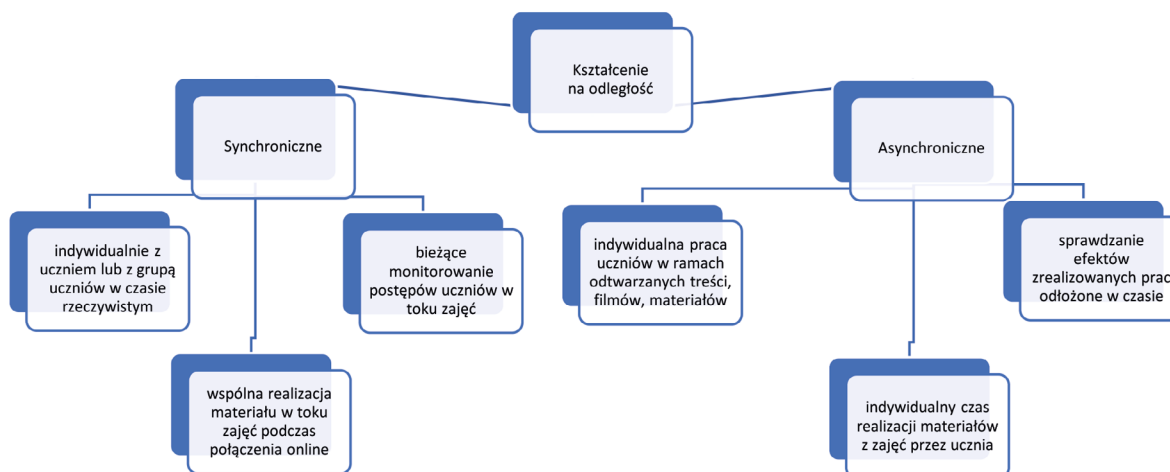 Kształcenie
na odległość
Synchroniczne
Asynchroniczne
indywidualnie z
uczniem lub z grupą
uczniów w czasie
rzeczywistym
bieżące
monitorowanie
postępów uczniów w
toku zajęć
indywidualna praca
uczniów w ramach
odtwarzanych treści,
filmów, materiałów
sprawdzanie
efektów
zrealizowanych prac
odłożone w czasie
wspólna realizacja
materiału w toku
zajęć podczas
połączenia online
indywidualny czas
realizacji materiałów
z zajęć przez ucznia